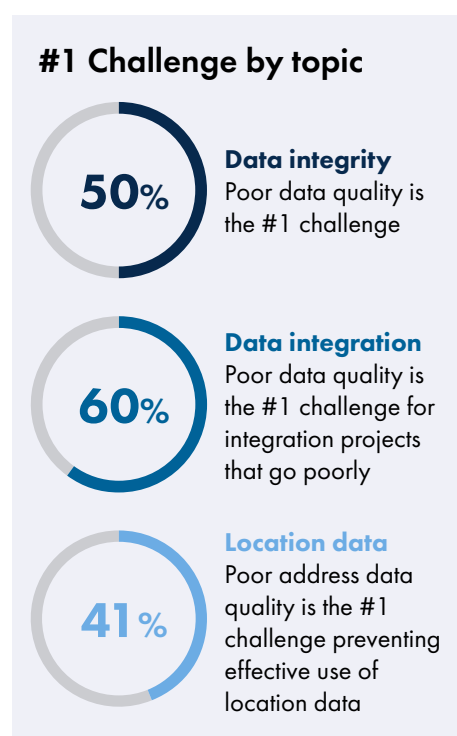 #1 Challenge by topic
50%
Data integrity
Poor data quality is
the #1 challenge
60%
Data integration
Poor data quality is
the #1 challenge for
integration projects
that go poorly
41%
Location data
Poor address data
quality is the #1
challenge preventing
effective use of
location data